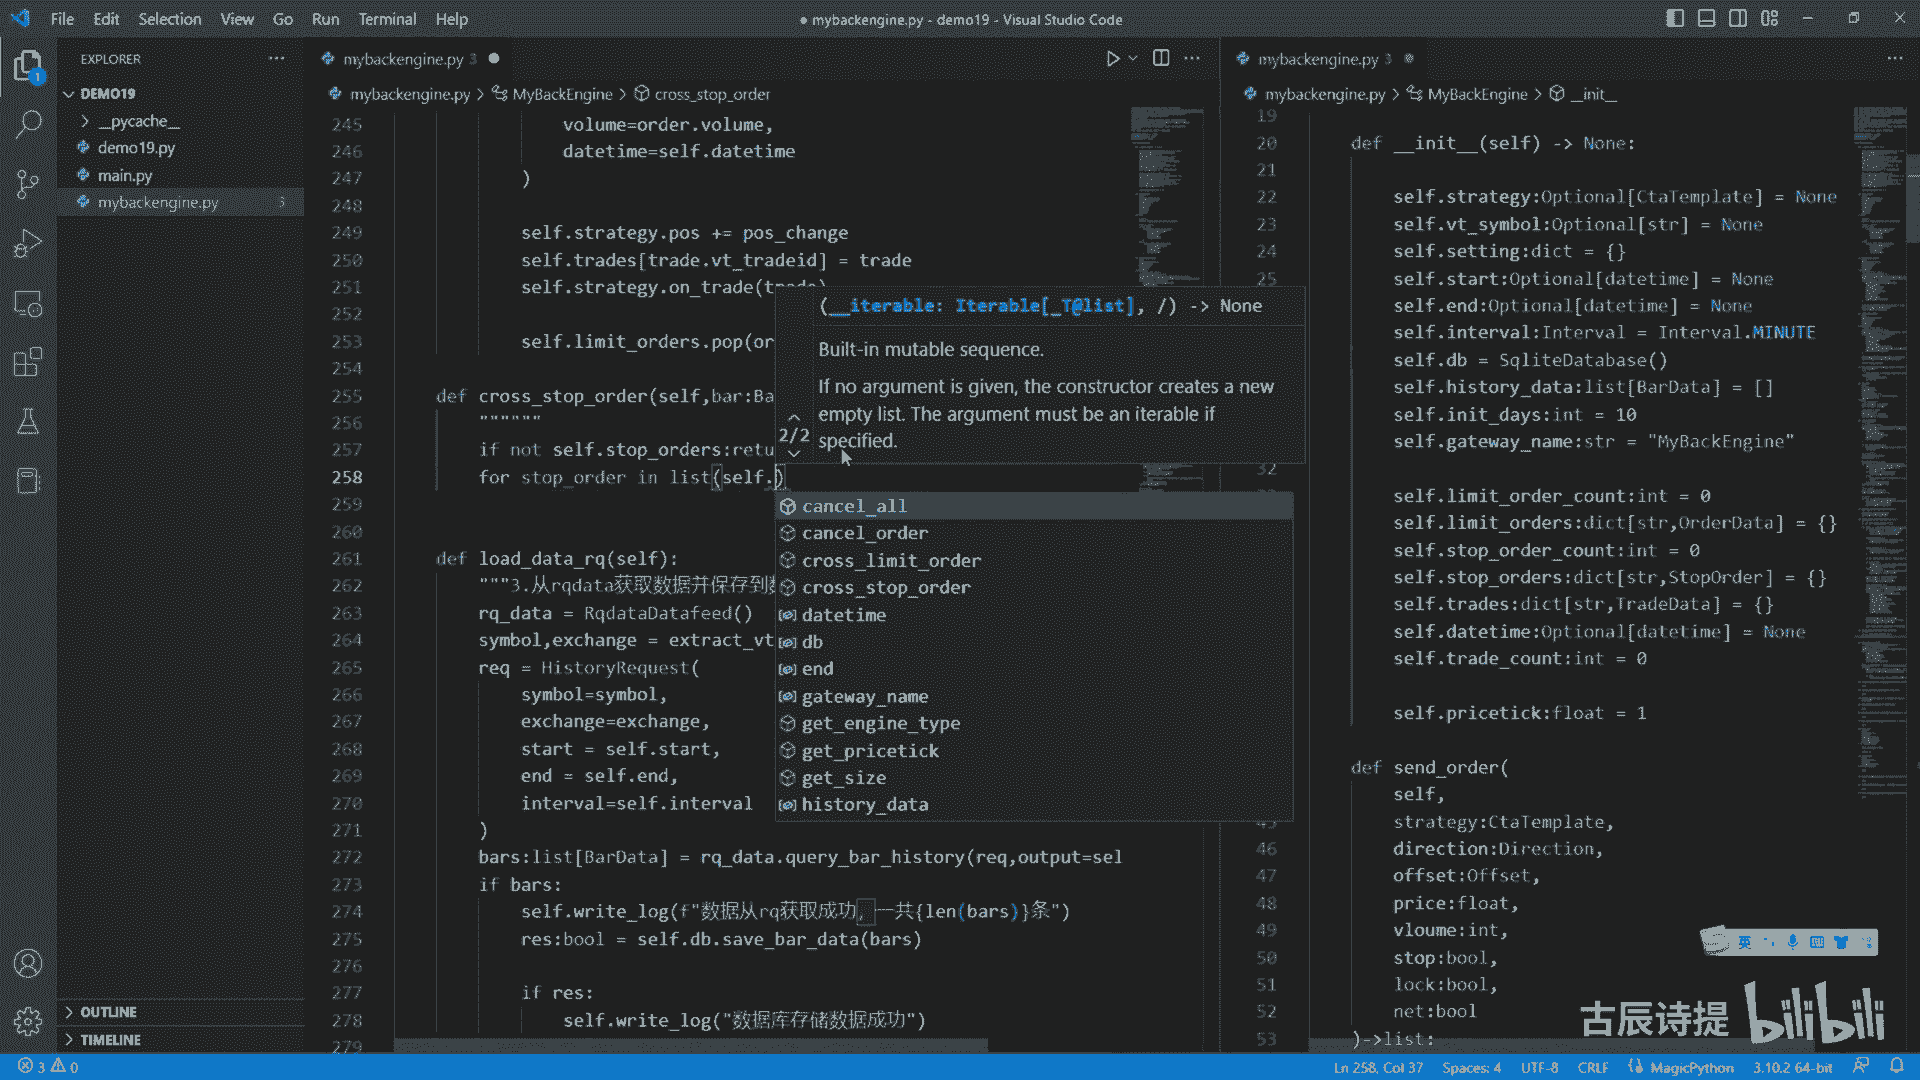 File Edit Selection View Go Run Terminal Help
● mybackengine.py - demo19 - Visual Studio Code
EXPLORER
DEMO19
__pycache__
demo19.py
main.py
mybackengine.py 3
OUTLINE
TIMELINE
mybackengine.py 3
mybackengine.py > MyBackEngine > cross_stop_order
245 volume=order.volume,
246 datetime=self.datetime
247 )
248
249 self.strategy.pos += pos_change
250 self.trades[trade.vt_tradeid] = trade
251 self.strategy.on_trade(trade)
252
253 self.limit_orders.pop(or
254
255 def cross_stop_order(self,bar:Ba
256 """"""
257 if not self.stop_orders:retu
258 for stop_order in list(self.)
259
260
261 def load_data_rq(self):
262 """3.从rqdata获取数据并保存到数
263 rq_data = RqdataDatafeed()
264 symbol,exchange = extract_vt
265 req = HistoryRequest(
266 symbol=symbol,
267 exchange=exchange,
268 start = self.start,
269 end = self.end,
270 interval=self.interval
271 )
272 bars:list[BarData] = rq_data.query_bar_history(req,output=sel
273 if bars:
274 self.write_log(f"数据从rq获取成功，一共{len(bars)}条")
275 res:bool = self.db.save_bar_data(bars)
276
277 if res:
278 self.write_log("数据库存储数据成功")
279
(__iterable: Iterable[_T@list], /) -> None
Built-in mutable sequence.
If no argument is given, the constructor creates a new
empty list. The argument must be an iterable if
specified.
2/2
cancel_all
cancel_order
cross_limit_order
cross_stop_order
datetime
db
end
gateway_name
get_engine_type
get_pricetick
get_size
history_data
mybackengine.py 3
mybackengine.py > MyBackEngine > __init__
19
20 def __init__(self) -> None:
21
22 self.strategy:Optional[CtaTemplate] = None
23 self.vt_symbol:Optional[str] = None
24 self.setting:dict = {}
25 self.start:Optional[datetime] = None
self.end:Optional[datetime] = None
self.interval:Interval = Interval.MINUTE
self.db = SqliteDatabase()
self.history_data:list[BarData] = []
self.init_days:int = 10
self.gateway_name:str = "MyBackEngine"
32
self.limit_order_count:int = 0
self.limit_orders:dict[str,OrderData] = {}
self.stop_order_count:int = 0
self.stop_orders:dict[str,StopOrder] = {}
self.trades:dict[str,TradeData] = {}
self.datetime:Optional[datetime] = None
self.trade_count:int = 0
self.pricetick:float = 1
def send_order(
self,
45 strategy:CtaTemplate,
46 direction:Direction,
47 offset:Offset,
48 price:float,
49 vloume:int,
50 stop:bool,
51 lock:bool,
52 net:bool
53 )->list:
英
古辰诗提 bilibili
3 0
Ln 258, Col 37 Spaces: 4 UTF-8 CRLF MagicPython 3.10.2 64-bit